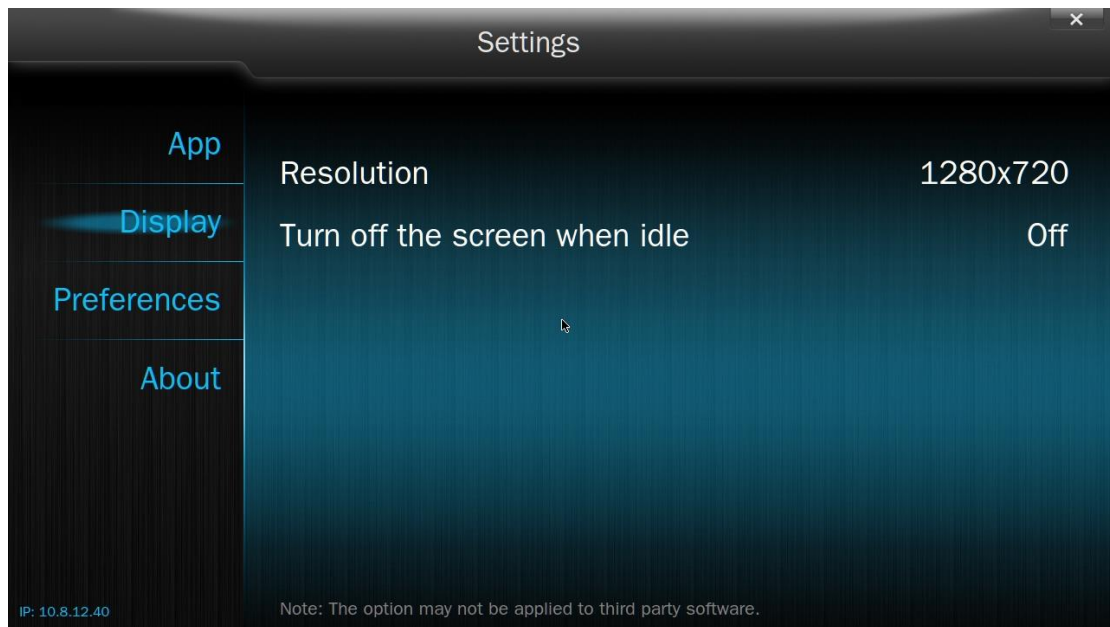 Settings
App
Display
Preferences
About
Resolution 1280x720
Turn off the screen when idle Off
IP: 10.8.12.40
Note: The option may not be applied to third party software.